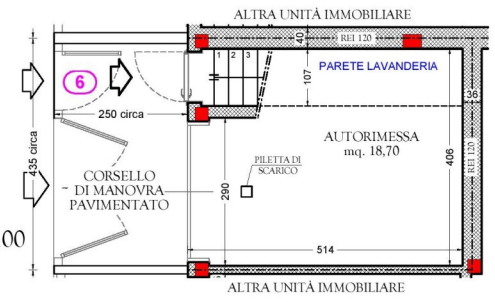 ALTRA UNITÀ IMMOBILIARE
40
REI 120
1 2 3
6
107
PARETE LAVANDERIA
36
250 circa
435 circa
AUTORIMESSA
mq. 18,70
406
REI 120
PILETTA DI
SCARICO
CORSELLO
DI MANOVRA
PAVIMENTATO
290
00
514
ALTRA UNITÀ IMMOBILIARE